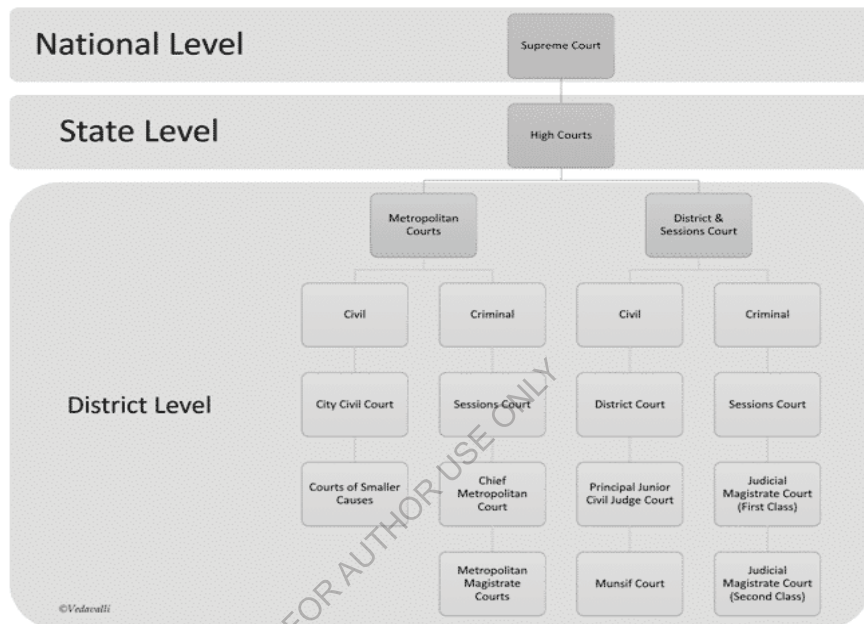 National Level
Supreme Court
State Level
High Courts
Metropolitan
Courts
District &
Sessions Court
Civil
Criminal
Civil
Criminal
District Level
City Civil Court
Sessions Court
District Court
Sessions Court
Courts of Smaller
Causes
Chief
Metropolitan
Court
Principal Junior
Civil Judge Court
Judicial
Magistrate Court
(First Class)
Metropolitan
Magistrate
Courts
Munsif Court
Judicial
Magistrate Court
(Second Class)
©Vedavalli
FOR AUTHOR USE ONLY